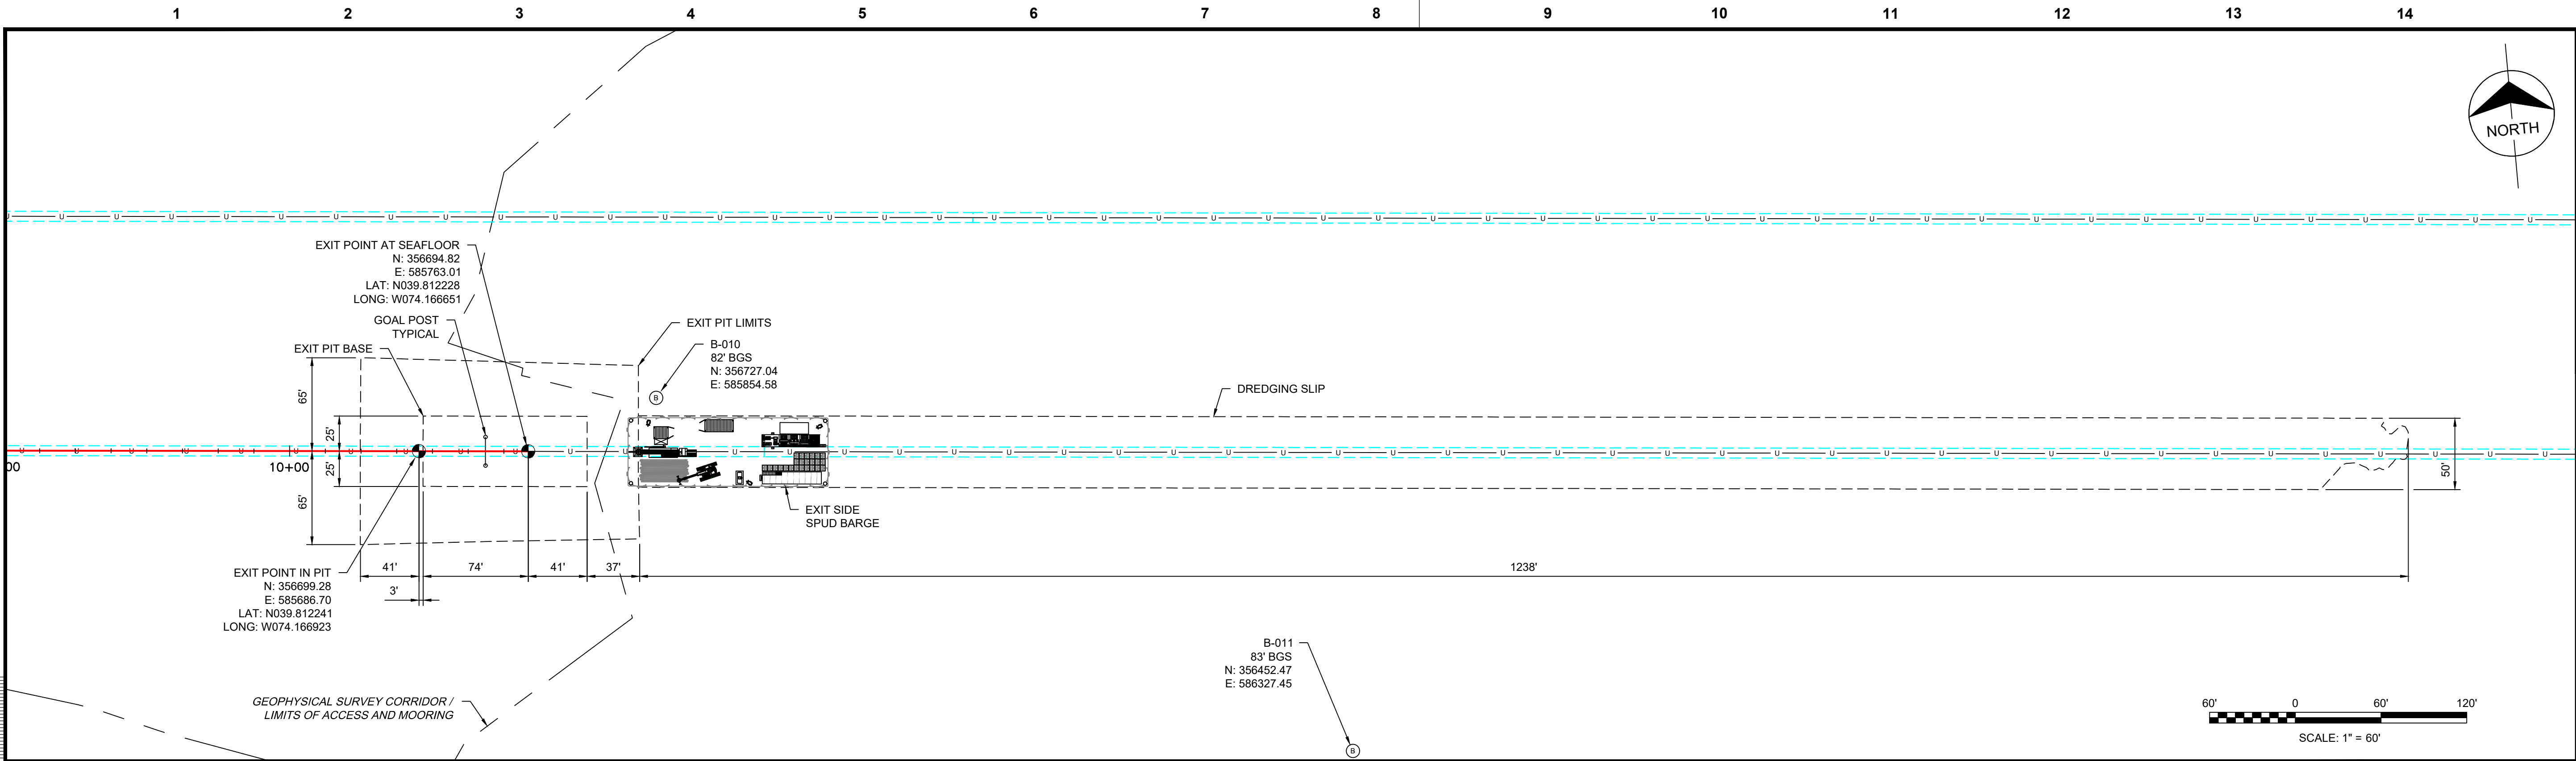 1 2 3 4 5 6 7 8 9 10 11 12 13 14
NORTH
U U U U U U U U U U U U U U U U U U U U U U U U U U U U U U U U U U U U U U U U U U U U U U U
EXIT POINT AT SEAFLOOR
N: 356694.82
E: 585763.01
LAT: N039.812228
LONG: W074.166651
GOAL POST
TYPICAL
EXIT PIT BASE
EXIT PIT LIMITS
B-010
82' BGS
N: 356727.04
E: 585854.58
B
DREDGING SLIP
65'
25'
25'
65'
00
10+00
U U U U U U U U U U U U U U U U U U U U U U U U U U U U U U U U U U U U U U U U U U U U U U U
50'
EXIT SIDE
SPUD BARGE
41'
74'
41'
37'
1238'
3'
EXIT POINT IN PIT
N: 356699.28
E: 585686.70
LAT: N039.812241
LONG: W074.166923
B-011
83' BGS
N: 356452.47
E: 586327.45
B
GEOPHYSICAL SURVEY CORRIDOR /
LIMITS OF ACCESS AND MOORING
60' 0 60' 120'
SCALE: 1" = 60'